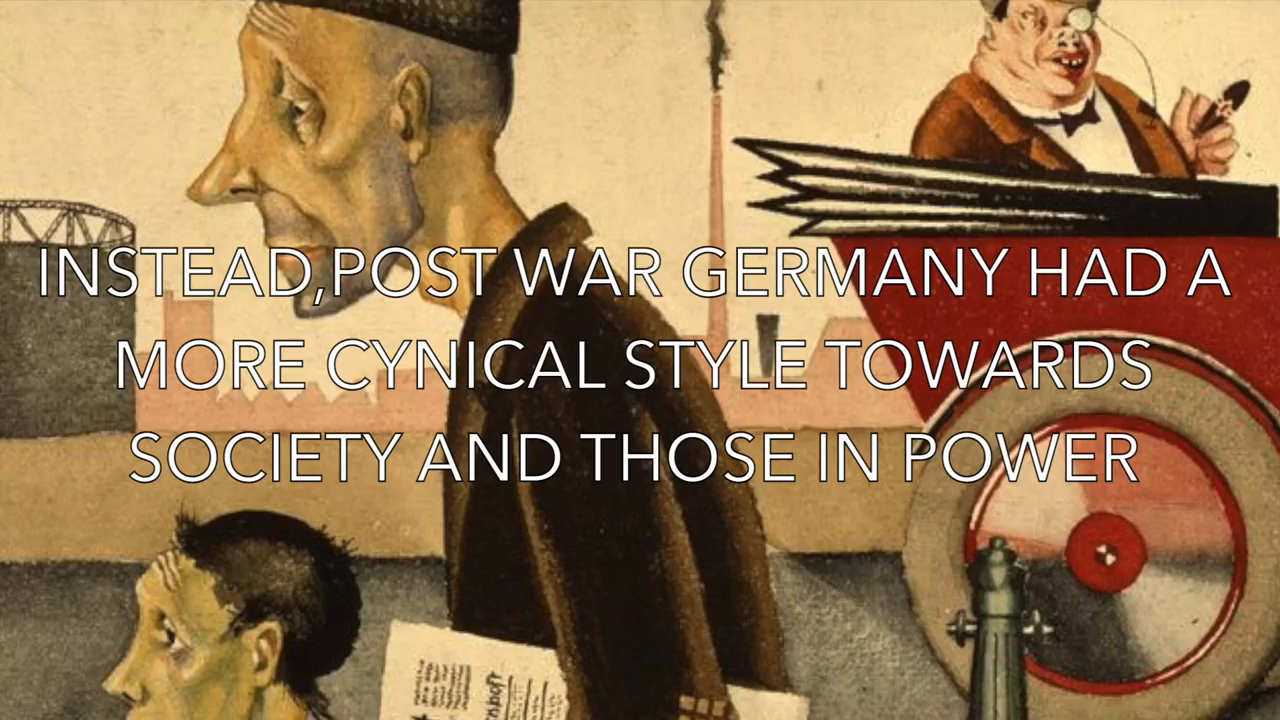 INSTEAD,POST WAR GERMANY HAD A
MORE CYNICAL STYLE TOWARDS
SOCIETY AND THOSE IN POWER